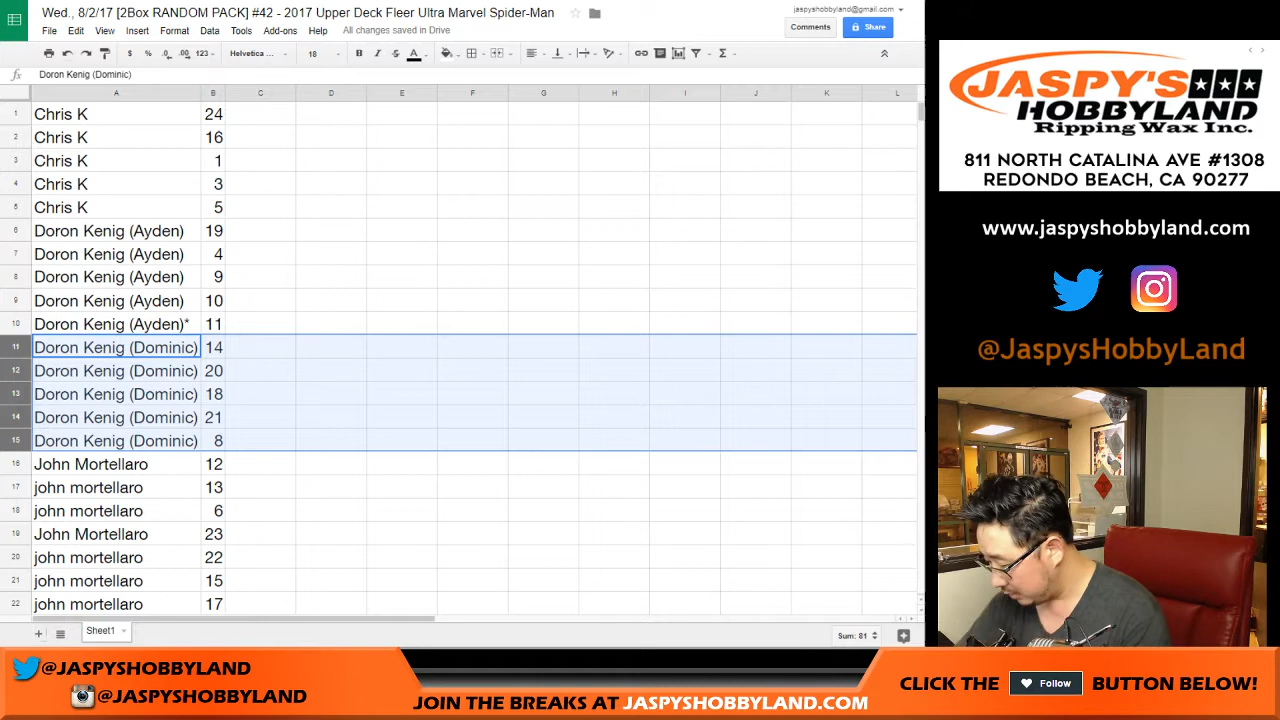 Wed., 8/2/17 [2Box RANDOM PACK] #42 - 2017 Upper Deck Fleer Ultra Marvel Spider-Man
jaspyhobbyland@gmail.com
File Edit View Insert Format Data Tools Add-ons Help All changes saved in Drive
Comments
Share
$ % .0 .00 123 Helvetica ... 18 B I S A Σ
fx Doron Kenig (Dominic)
A B C D E F G H I J K L
1 Chris K 24
2 Chris K 16
3 Chris K 1
4 Chris K 3
5 Chris K 5
6 Doron Kenig (Ayden) 19
7 Doron Kenig (Ayden) 4
8 Doron Kenig (Ayden) 9
9 Doron Kenig (Ayden) 10
10 Doron Kenig (Ayden)* 11
11 Doron Kenig (Dominic) 14
12 Doron Kenig (Dominic) 20
13 Doron Kenig (Dominic) 18
14 Doron Kenig (Dominic) 21
15 Doron Kenig (Dominic) 8
16 John Mortellaro 12
17 john mortellaro 13
18 john mortellaro 6
19 John Mortellaro 23
20 john mortellaro 22
21 john mortellaro 15
22 john mortellaro 17
Sheet1
Sum: 81
JASPY'S
HOBBYLAND
Ripping Wax Inc.
811 NORTH CATALINA AVE #1308
REDONDO BEACH, CA 90277
www.jaspyshobbyland.com
@JaspysHobbyLand
@JASPYSHOBBYLAND
@JASPYSHOBBYLAND
JOIN THE BREAKS AT JASPYSHOBBYLAND.COM
CLICK THE Follow BUTTON BELOW!